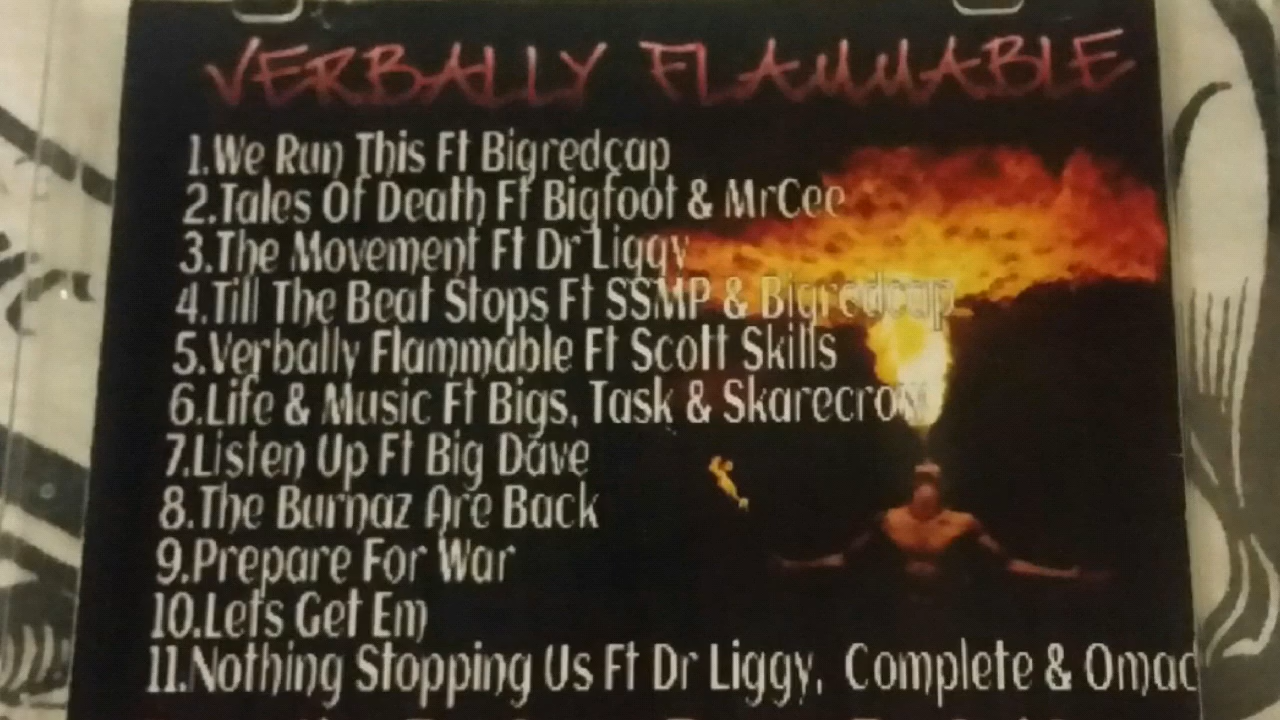 VERBALLY FLAMMABLE
1.We Run This Ft Bigredcap
2.Tales Of Death Ft Bigfoot & MrCee
3.The Movement Ft Dr Liggy
4.Till The Beat Stops Ft SSMP & Bigredcap
5.Verbally Flammable Ft Scott Skills
6.Life & Music Ft Bigs, Task & Skarecrow
7.Listen Up Ft Big Dave
8.The Burnaz Are Back
9.Prepare For War
10.Lets Get Em
11.Nothing Stopping Us Ft Dr Liggy, Complete & Omac